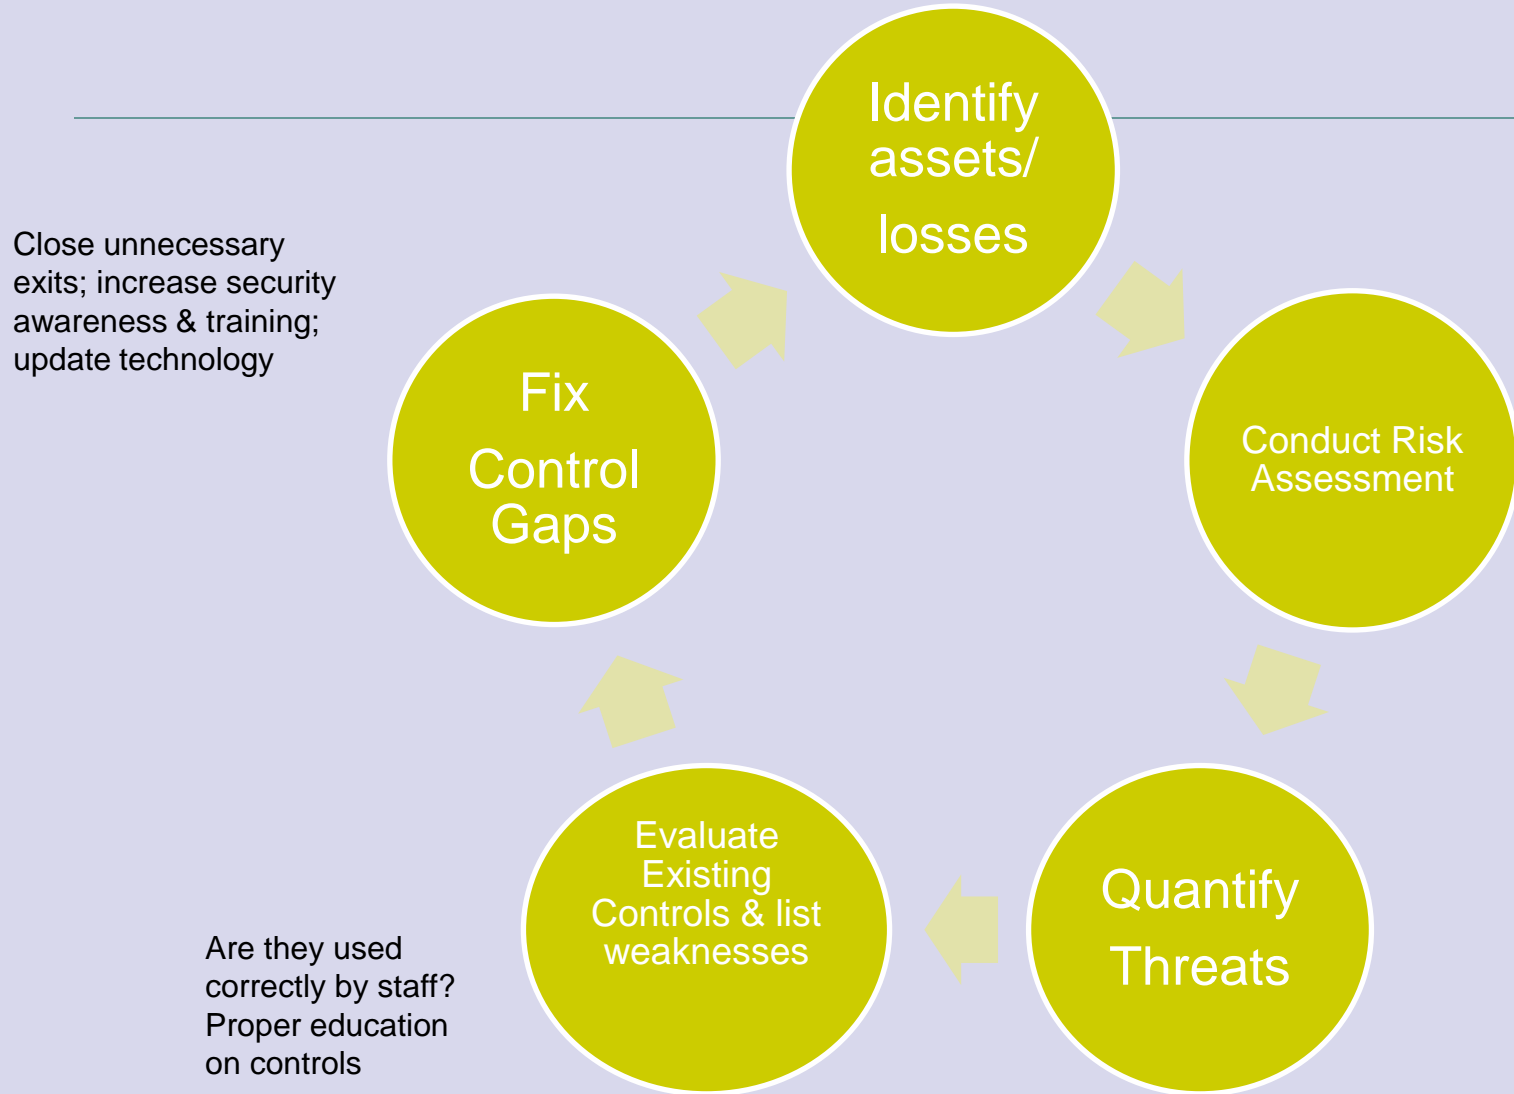 Identify
assets/
losses
Close unnecessary
exits; increase security
awareness & training;
update technology
Fix
Control
Gaps
Conduct Risk
Assessment
Evaluate
Existing
Controls & list
weaknesses
Quantify
Threats
Are they used
correctly by staff?
Proper education
on controls